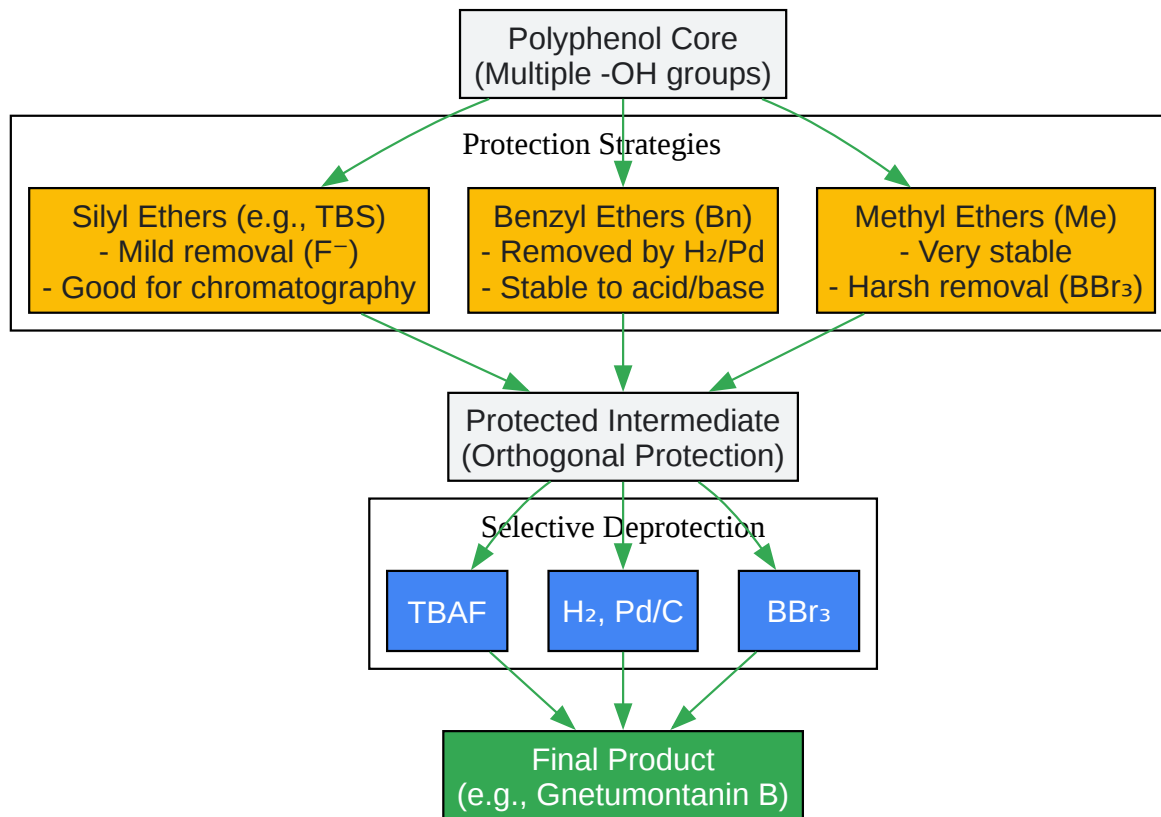 Polyphenol Core
(Multiple -OH groups)
Protection Strategies
Silyl Ethers (e.g., TBS)
- Mild removal (F⁻)
- Good for chromatography
Benzyl Ethers (Bn)
- Removed by H₂/Pd
- Stable to acid/base
Methyl Ethers (Me)
- Very stable
- Harsh removal (BBr₃)
Protected Intermediate
(Orthogonal Protection)
Selective Deprotection
TBAF
H₂, Pd/C
BBr₃
Final Product
(e.g., Gnetumontanin B)